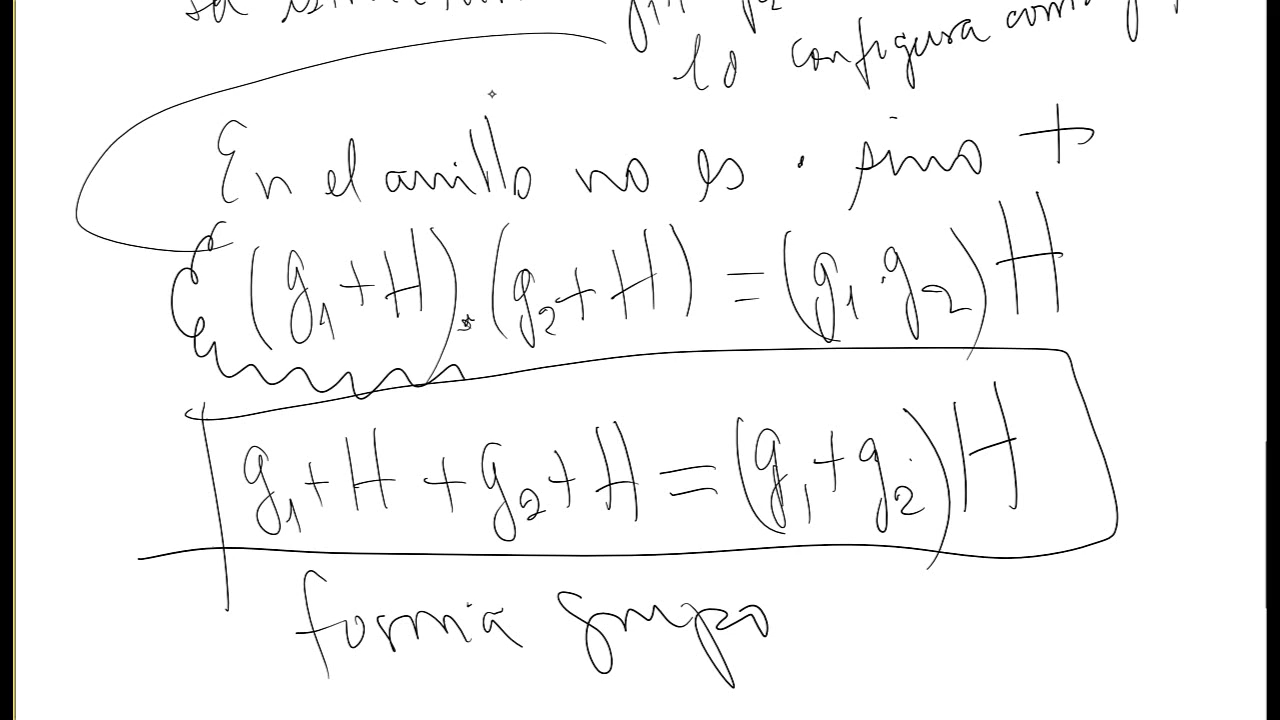 lo configura como
En el anillo no es · sino +
(g₁+H)·(g₂+H) = (g₁·g₂)H
g₁+H+g₂+H = (g₁+g₂)H
forma grupo